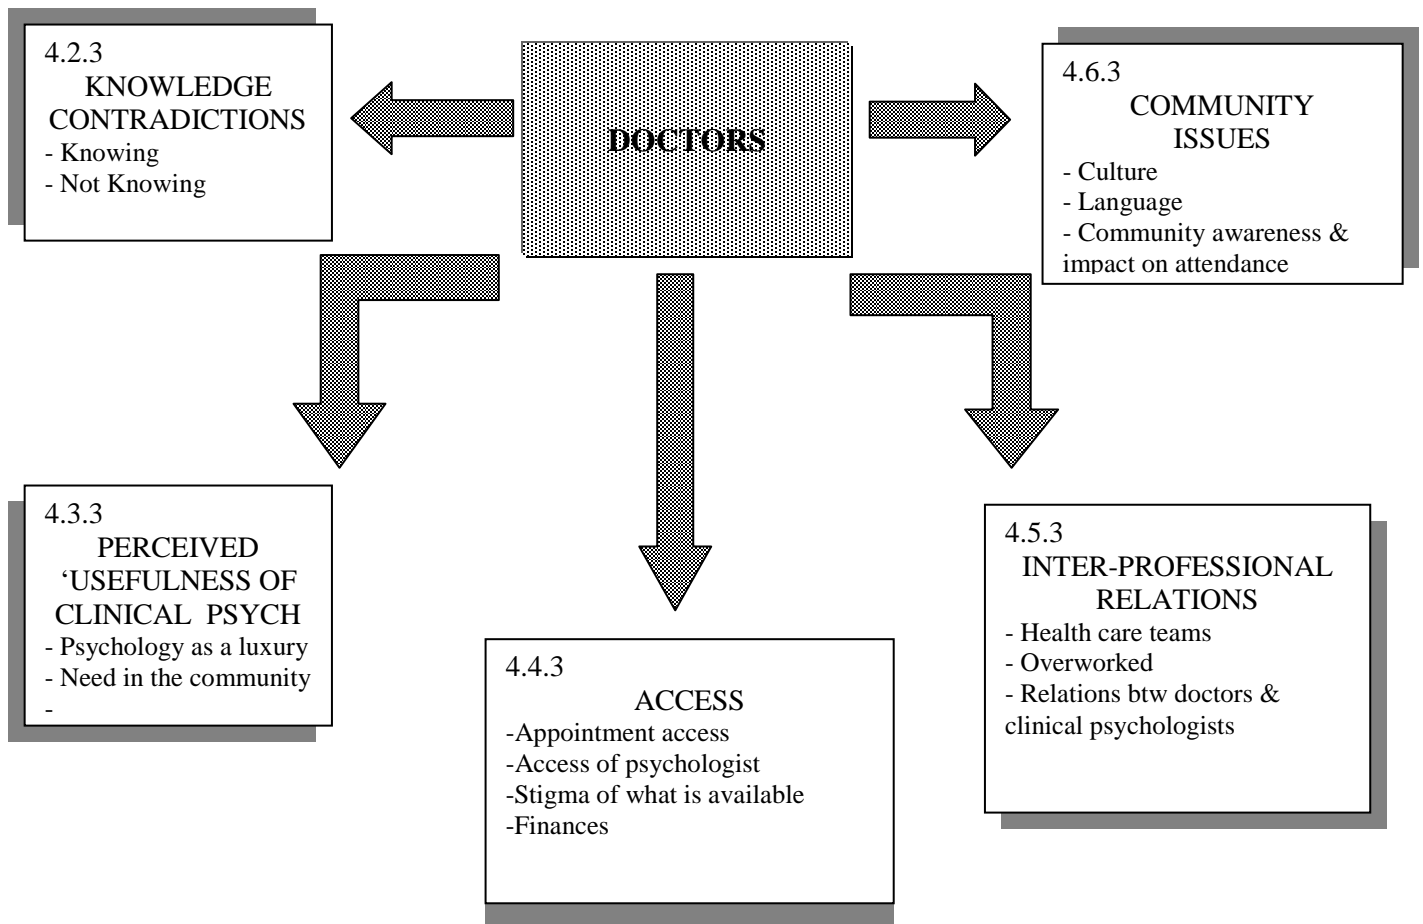 4.2.3
KNOWLEDGE
CONTRADICTIONS
- Knowing
- Not Knowing
DOCTORS
4.6.3
COMMUNITY
ISSUES
- Culture
- Language
- Community awareness &
impact on attendance
4.3.3
PERCEIVED
‘USEFULNESS OF
CLINICAL PSYCH
- Psychology as a luxury
- Need in the community
-
4.4.3
ACCESS
-Appointment access
-Access of psychologist
-Stigma of what is available
-Finances
4.5.3
INTER-PROFESSIONAL
RELATIONS
- Health care teams
- Overworked
- Relations btw doctors &
clinical psychologists